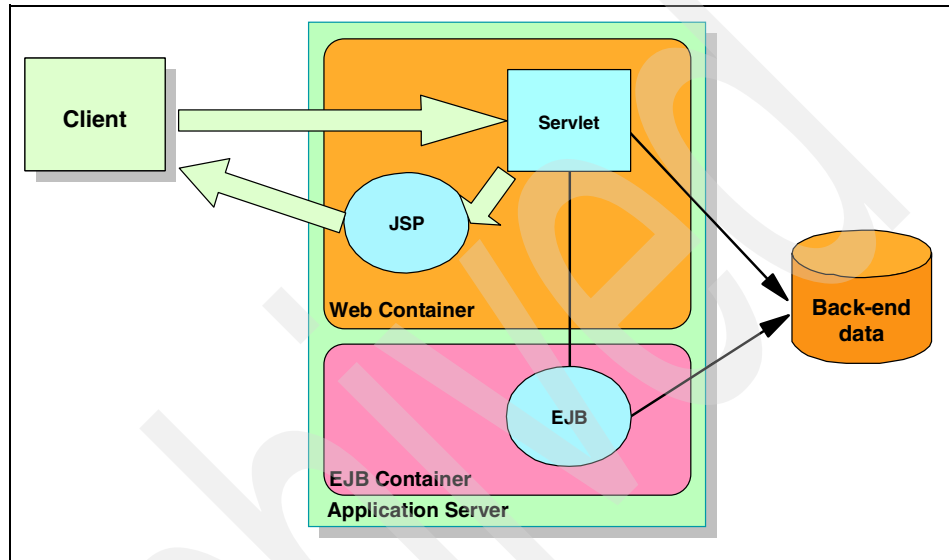 Client
Servlet
JSP
Web Container
Back-end
data
EJB
EJB Container
Application Server